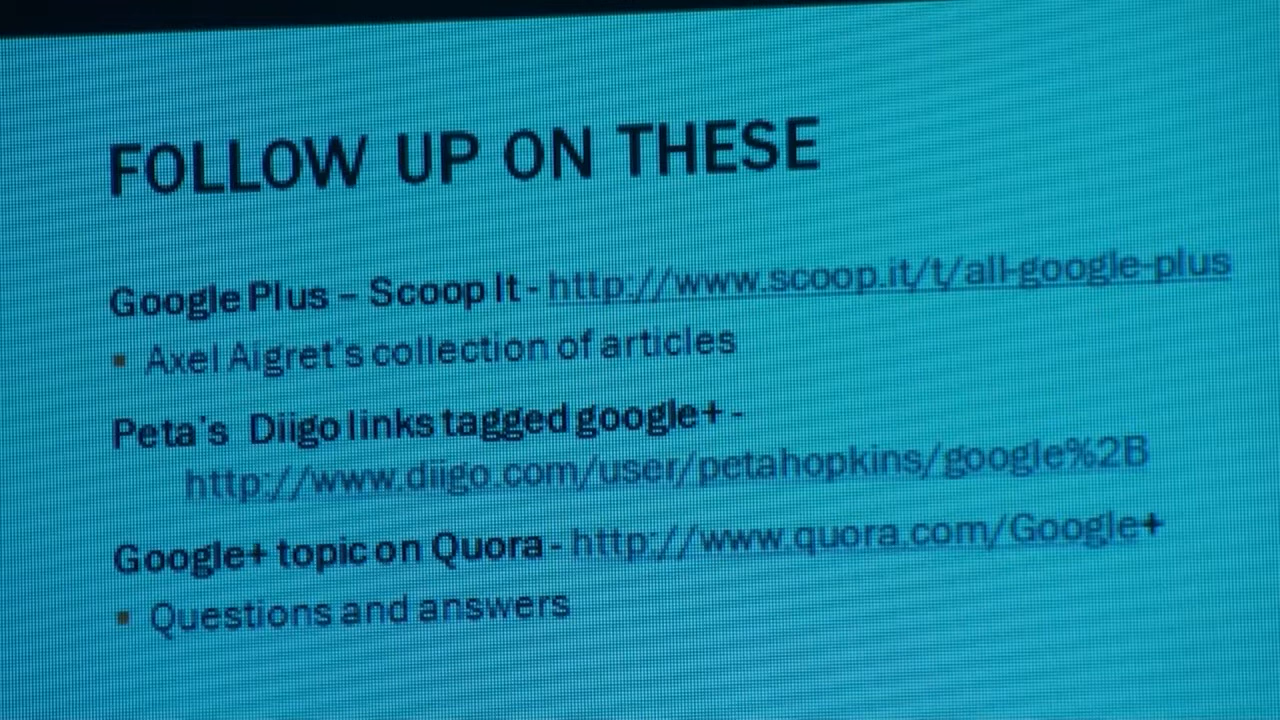 FOLLOW UP ON THESE
Google Plus – Scoop It - http://www.scoop.it/t/all-google-plus
▪ Axel Aigret's collection of articles
Peta's Diigo links tagged google+ -
http://www.diigo.com/user/petahopkins/google%2B
Google+ topic on Quora - http://www.quora.com/Google+
▪ Questions and answers